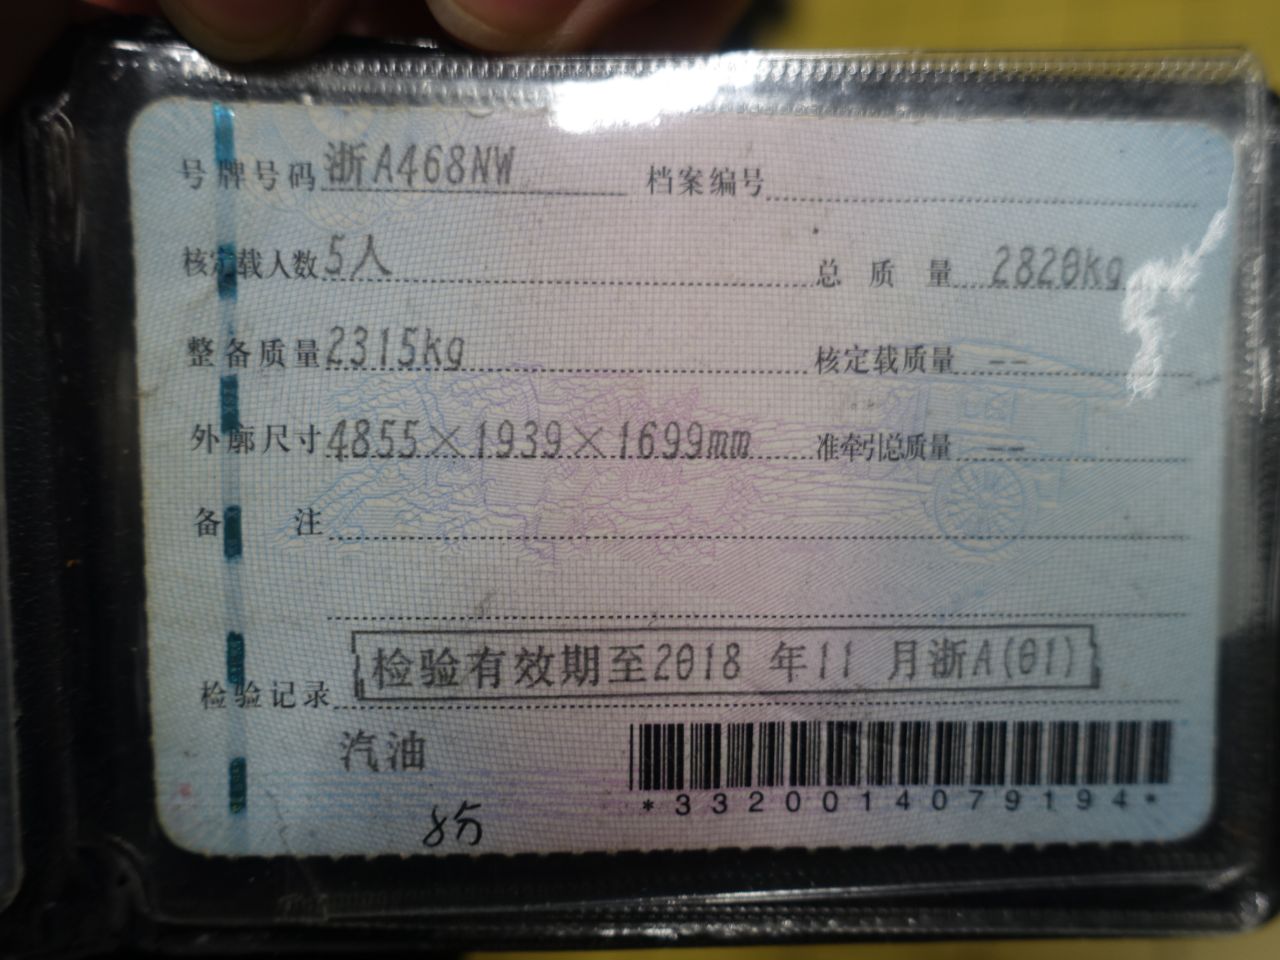 号牌号码 浙A468NW 档案编号
核定载人数 5人 总质量 2820kg
整备质量 2315kg 核定载质量 --
外廓尺寸 4855×1939×1699mm 准牵引总质量 --
备注
检验记录 检验有效期至2018 年11 月浙A(01)
汽油
*3320014079194*